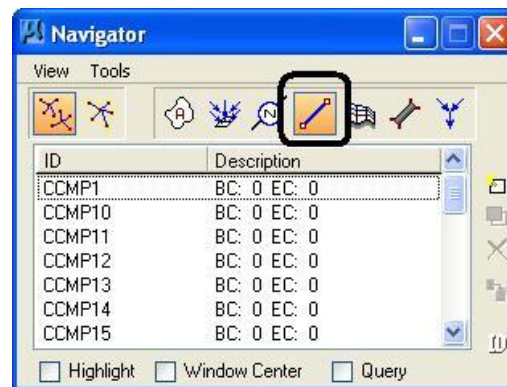 Navigator
View Tools
A N
ID Description
CCMP1 BC: 0 EC: 0
CCMP10 BC: 0 EC: 0
CCMP11 BC: 0 EC: 0
CCMP12 BC: 0 EC: 0
CCMP13 BC: 0 EC: 0
CCMP14 BC: 0 EC: 0
CCMP15 BC: 0 EC: 0
Highlight Window Center Query